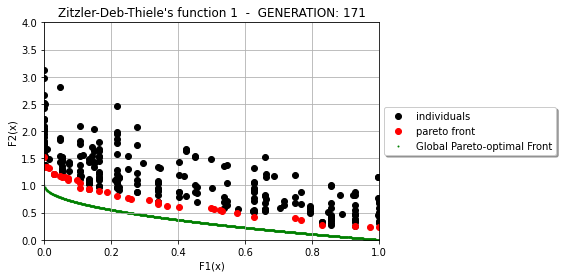 Zitzler-Deb-Thiele's function 1 - GENERATION: 171
4.0
3.5
3.0
2.5
2.0
1.5
1.0
0.5
0.0
F2(x)
0.0 0.2 0.4 0.6 0.8 1.0
F1(x)
individuals
pareto front
Global Pareto-optimal Front